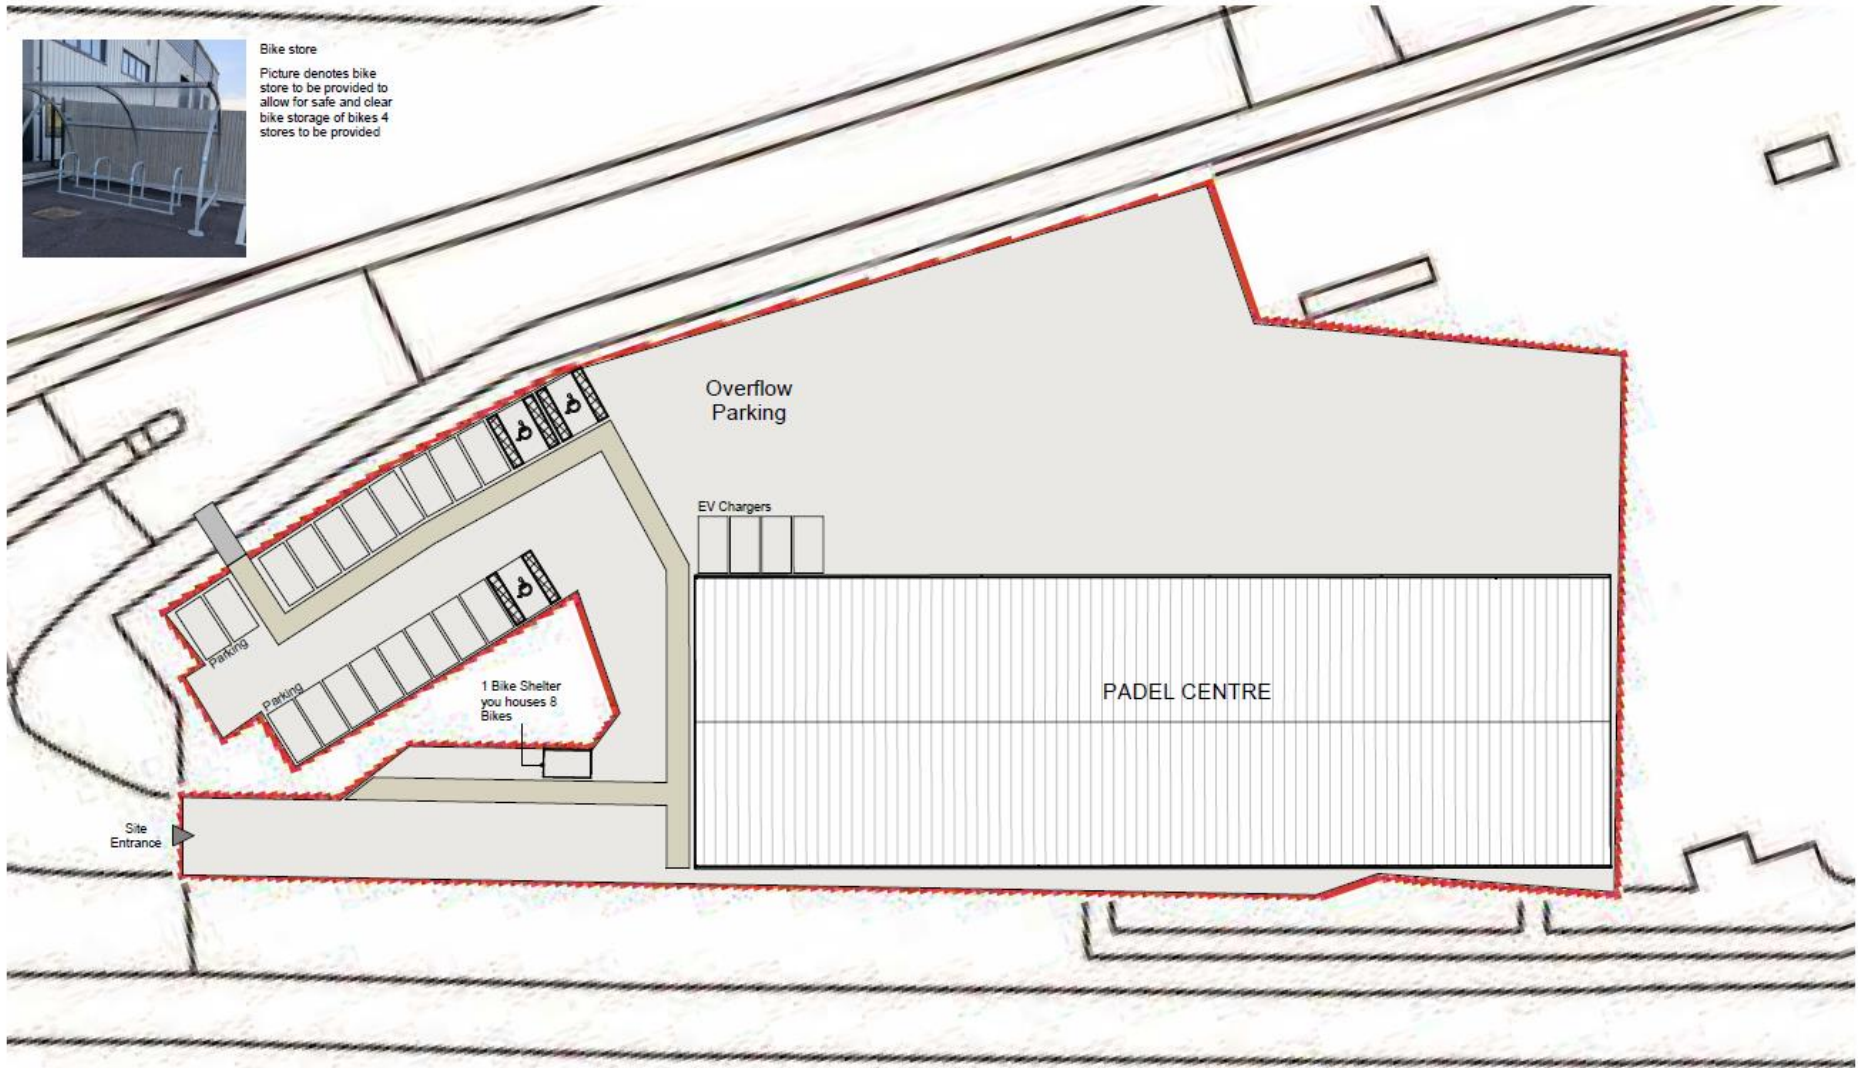 Bike store
Picture denotes bike
store to be provided to
allow for safe and clear
bike storage of bikes 4
stores to be provided
Overflow
Parking
EV Chargers
Parking
Parking
1 Bike Shelter
you houses 8
Bikes
PADEL CENTRE
Site
Entrance